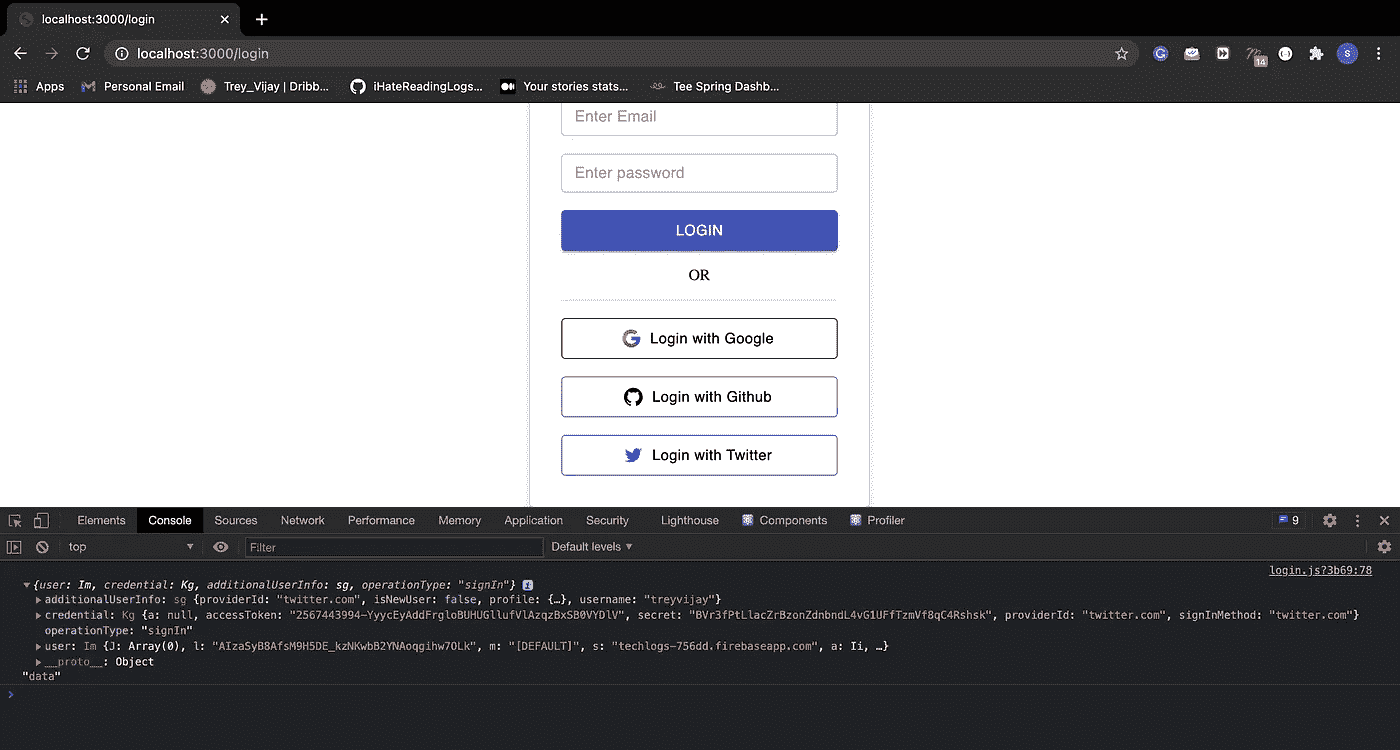 localhost:3000/login
localhost:3000/login
14
S
Apps Personal Email Trey_Vijay | Dribb... iHateReadingLogs... Your stories stats... Tee Spring Dashb...
Enter Email
Enter password
LOGIN
OR
Login with Google
Login with Github
Login with Twitter
Elements Console Sources Network Performance Memory Application Security Lighthouse Components Profiler 9
top Filter Default levels
login.js?3b69:78
{user: Im, credential: Kg, additionalUserInfo: sg, operationType: "signIn"}
additionalUserInfo: sg {providerId: "twitter.com", isNewUser: false, profile: {…}, username: "treyvijay"}
credential: Kg {a: null, accessToken: "2567443994-YyycEyAddFrgloBUHUGllufVlAzqzBxSB0VYDlV", secret: "BVr3fPtLlacZrBzonZdnbndL4vG1UFfTzmVf8qC4Rshsk", providerId: "twitter.com", signInMethod: "twitter.com"}
operationType: "signIn"
user: Im {J: Array(0), l: "AIzaSyB8AfsM9H5DE_kzNKwbB2YNAoqgihw7OLk", m: "[DEFAULT]", s: "techlogs-756dd.firebaseapp.com", a: Ii, …}
__proto__: Object
"data"